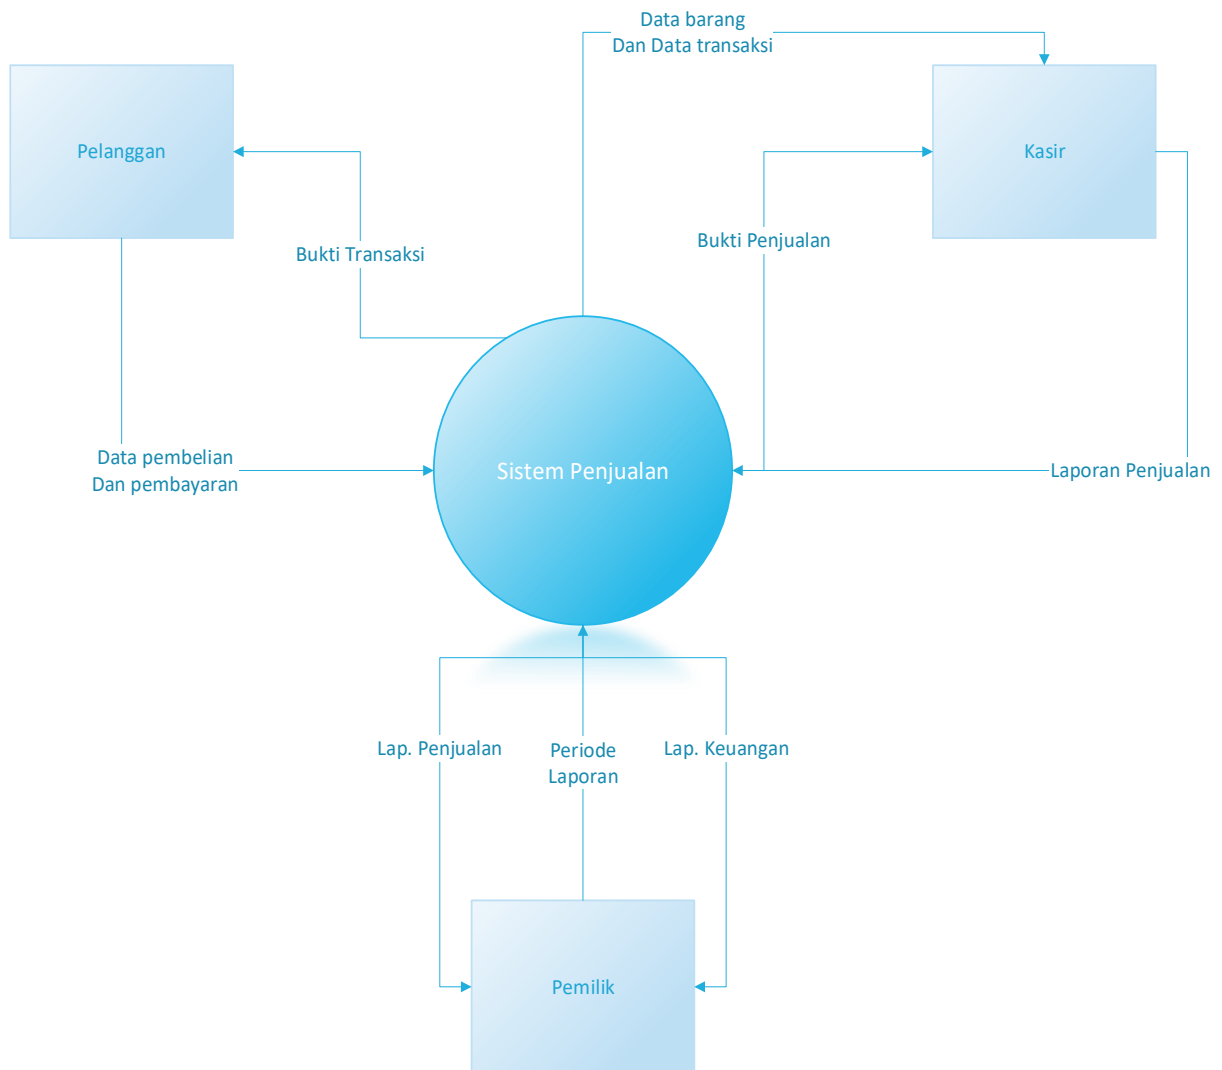 Data barang
Dan Data transaksi
Pelanggan
Kasir
Bukti Transaksi
Bukti Penjualan
Data pembelian
Dan pembayaran
Sistem Penjualan
Laporan Penjualan
Lap. Penjualan
Periode
Laporan
Lap. Keuangan
Pemilik